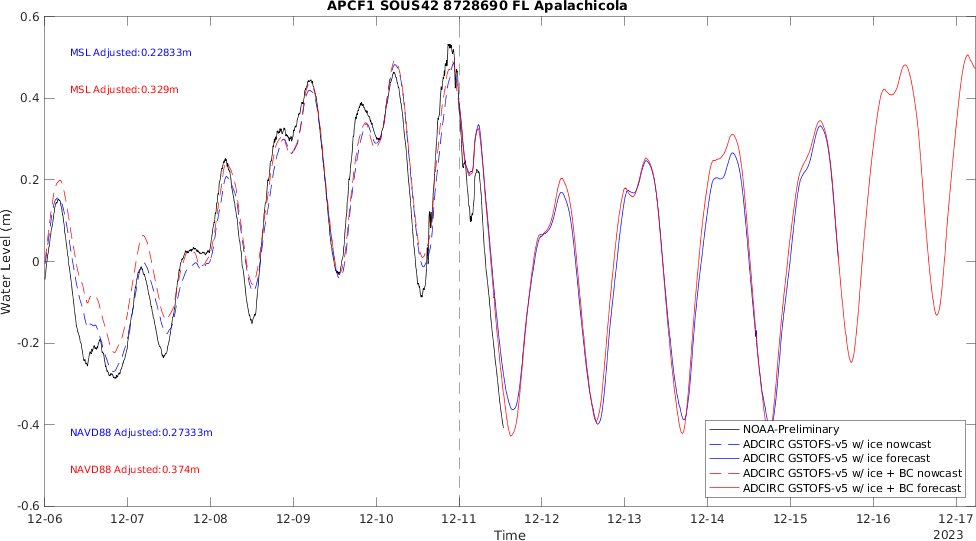 APCF1 SOUS42 8728690 FL Apalachicola
0.6
MSL Adjusted:0.22833m
MSL Adjusted:0.329m
0.4
0.2
0
-0.2
-0.4
-0.6
Water Level (m)
NAVD88 Adjusted:0.27333m
NAVD88 Adjusted:0.374m
NOAA-Preliminary
ADCIRC GSTOFS-v5 w/ ice nowcast
ADCIRC GSTOFS-v5 w/ ice forecast
ADCIRC GSTOFS-v5 w/ ice + BC nowcast
ADCIRC GSTOFS-v5 w/ ice + BC forecast
12-06 12-07 12-08 12-09 12-10 12-11 12-12 12-13 12-14 12-15 12-16 12-17
Time
2023